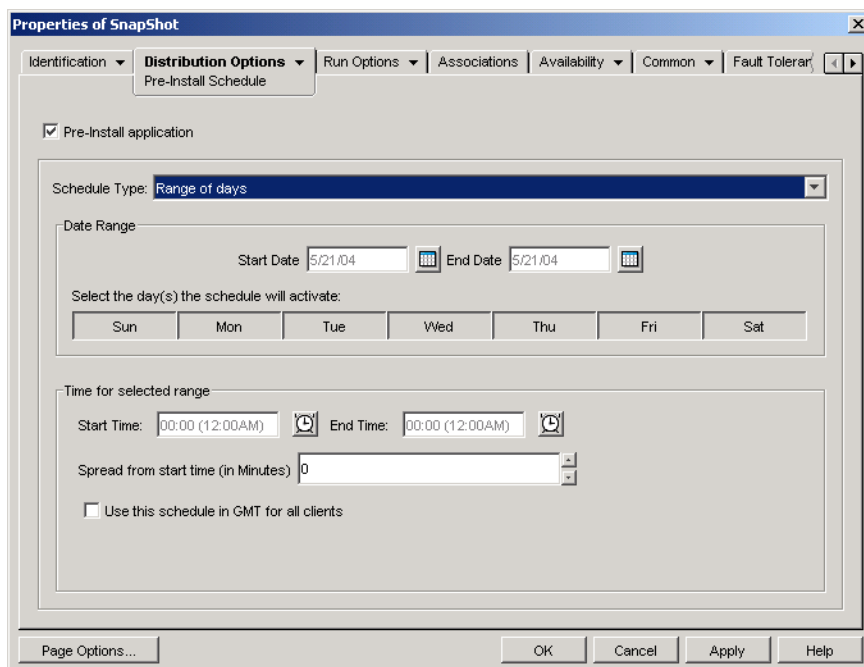 Properties of SnapShot
Identification
Distribution Options
Run Options
Associations
Availability
Common
Fault Toleran
Pre-Install Schedule
Pre-Install application
Schedule Type: Range of days
Date Range
Start Date 5/21/04 End Date 5/21/04
Select the day(s) the schedule will activate:
Sun Mon Tue Wed Thu Fri Sat
Time for selected range
Start Time: 00:00 (12:00AM) End Time: 00:00 (12:00AM)
Spread from start time (in Minutes) 0
Use this schedule in GMT for all clients
Page Options... OK Cancel Apply Help